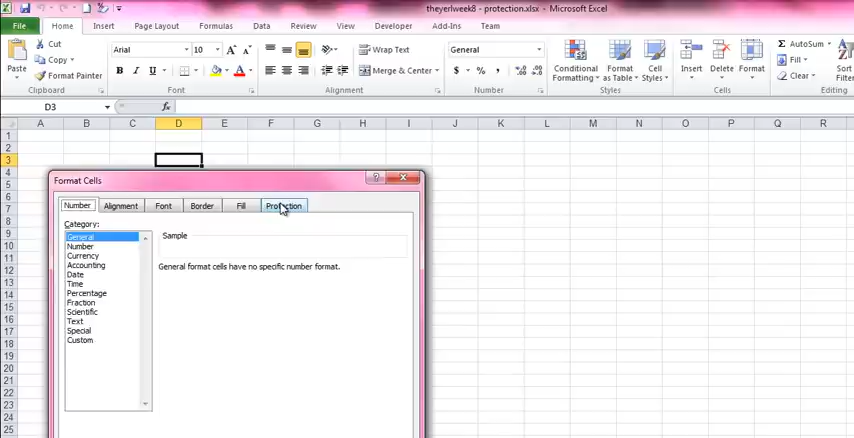 theyerlweek8 - protection.xlsx - Microsoft Excel
File Home Insert Page Layout Formulas Data Review View Developer Add-Ins Team
Cut
Copy
Format Painter
Paste
Clipboard
Arial 10 A A
B I U A
Font
Wrap Text
Merge & Center
Alignment
General
$ % , .0 .00 .00 .0
Number
Conditional Formatting
Format as Table
Cell Styles
Styles
Insert Delete Format
Cells
Σ AutoSum
Fill
Clear
Sort
D3 fx
A B C D E F G H I J K L M N O P Q R
1
2
3
4
5
6
7
8
9
10
11
12
13
14
15
16
17
18
19
20
21
22
23
24
25
Format Cells
?
Number Alignment Font Border Fill Protection
Category:
General
Number
Currency
Accounting
Date
Time
Percentage
Fraction
Scientific
Text
Special
Custom
Sample
General format cells have no specific number format.